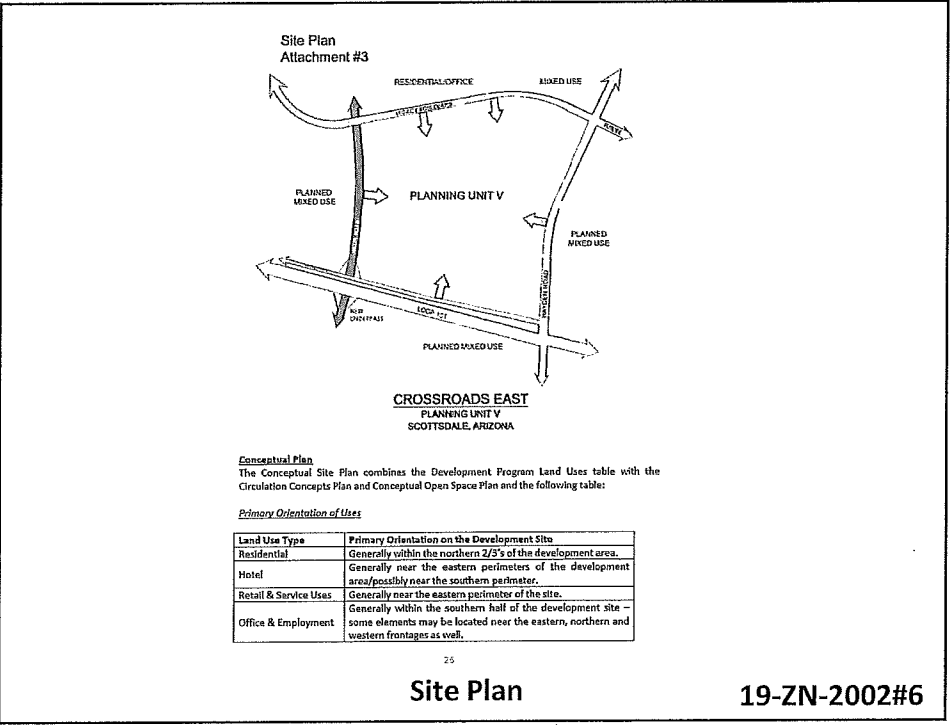 Site Plan
Attachment #3
RESIDENTIAL/OFFICE
MIXED USE
PLANNED
MIXED USE
PLANNING UNIT V
PLANNED
MIXED USE
HAYDEN ROAD
NEW
UNDERPASS
LOOP 101
PLANNED MIXED USE
CROSSROADS EAST
PLANNING UNIT V
SCOTTSDALE, ARIZONA
Conceptual Plan
The Conceptual Site Plan combines the Development Program Land Uses table with the
Circulation Concepts Plan and Conceptual Open Space Plan and the following table:
Primary Orientation of Uses
Land Use Type Primary Orientation on the Development Site
Residential Generally within the northern 2/3's of the development area.
Hotel Generally near the eastern perimeters of the development
area/possibly near the southern perimeter.
Retail & Service Uses Generally near the eastern perimeter of the site.
Office & Employment Generally within the southern half of the development site –
some elements may be located near the eastern, northern and
western frontages as well.
26
Site Plan
19-ZN-2002#6